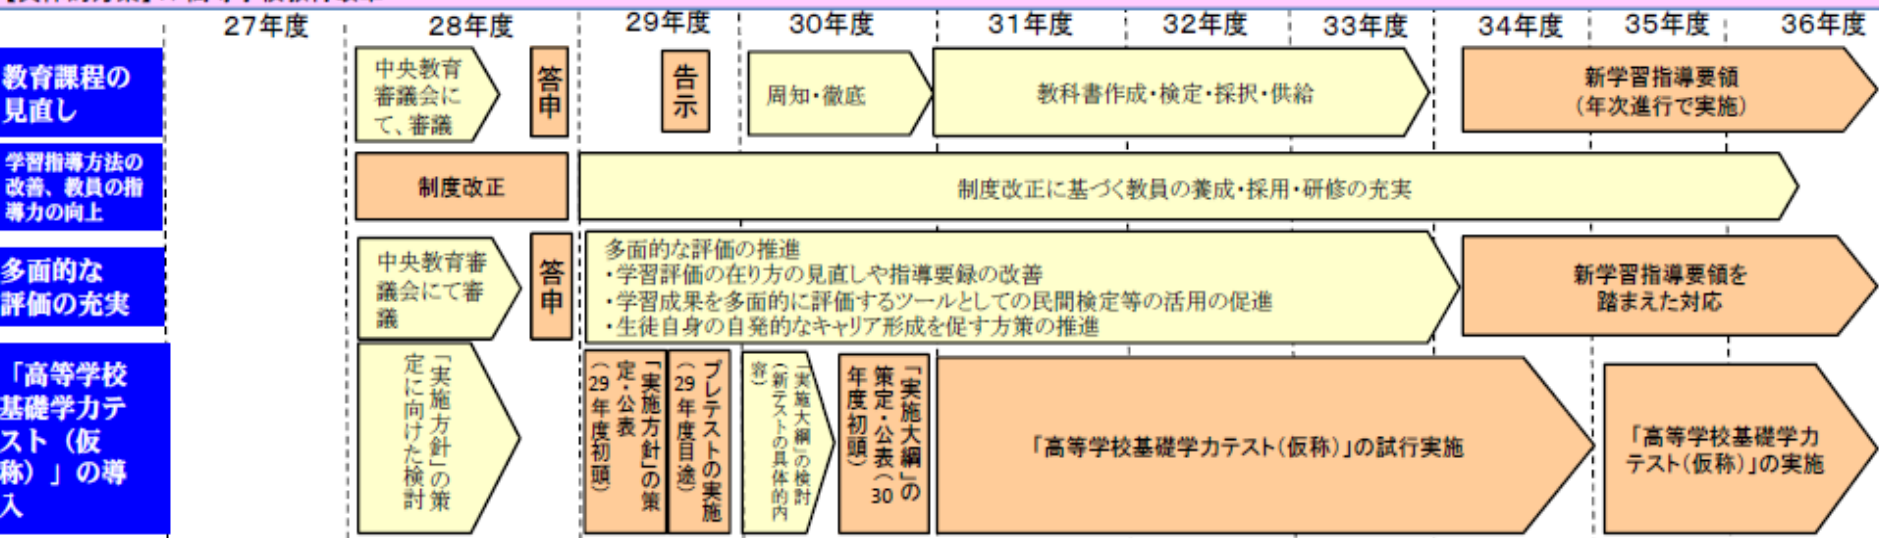 27年度
28年度
29年度
30年度
31年度
32年度
33年度
34年度
35年度
36年度
教育課程の
見直し
中央教育
審議会に
て、審議
答申
告示
周知・徹底
教科書作成・検定・採択・供給
新学習指導要領
(年次進行で実施)
学習指導方法の
改善、教員の指
導力の向上
制度改正
制度改正に基づく教員の養成・採用・研修の充実
多面的な
評価の充実
中央教育審
議会にて審
議
答申
多面的な評価の推進
・学習評価の在り方の見直しや指導要録の改善
・学習成果を多面的に評価するツールとしての民間検定等の活用の促進
・生徒自身の自発的なキャリア形成を促す方策の推進
新学習指導要領を
踏まえた対応
「高等学校
基礎学力テ
スト(仮
称)」の導
入
「実施方針」の策
定に向けた検討
「実施方針」の策
定・公表
(29年度初頭)
プレテストの実施
(29年度目途)
「実施大綱」の検討
(新テストの具体的内
容)
「実施大綱」の
策定・公表(30
年度初頭)
「高等学校基礎学力テスト(仮称)」の試行実施
「高等学校基礎学力
テスト(仮称)」の実施